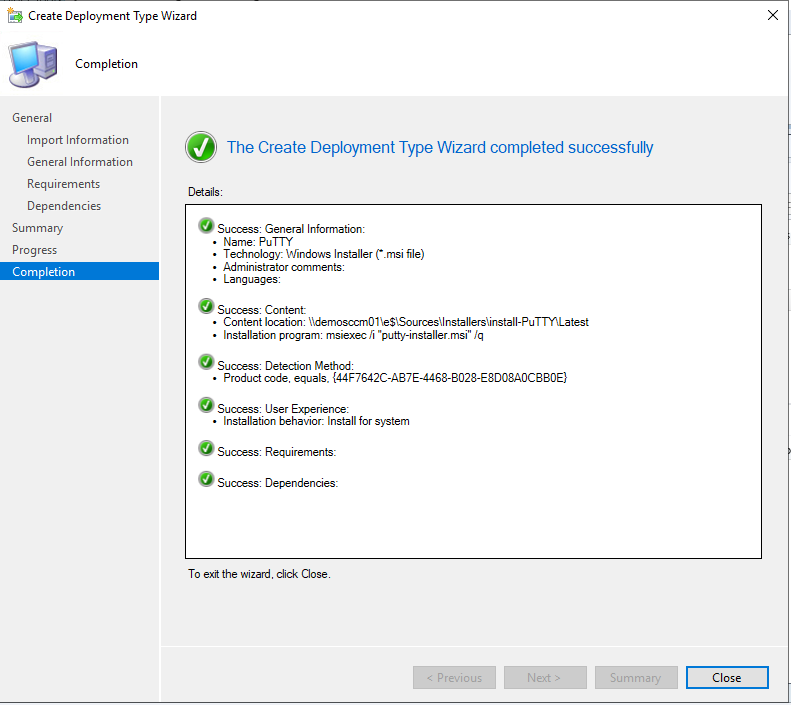 Create Deployment Type Wizard
Completion
General
Import Information
General Information
Requirements
Dependencies
Summary
Progress
Completion
The Create Deployment Type Wizard completed successfully
Details:
Success: General Information:
• Name: PuTTY
• Technology: Windows Installer (*.msi file)
• Administrator comments:
• Languages:
Success: Content:
• Content location: \\demosccm01\e$\Sources\Installers\install-PuTTY\Latest
• Installation program: msiexec /i "putty-installer.msi" /q
Success: Detection Method:
• Product code, equals, {44F7642C-AB7E-4468-B028-E8D08A0CBB0E}
Success: User Experience:
• Installation behavior: Install for system
Success: Requirements:
Success: Dependencies:
To exit the wizard, click Close.
< Previous
Next >
Summary
Close